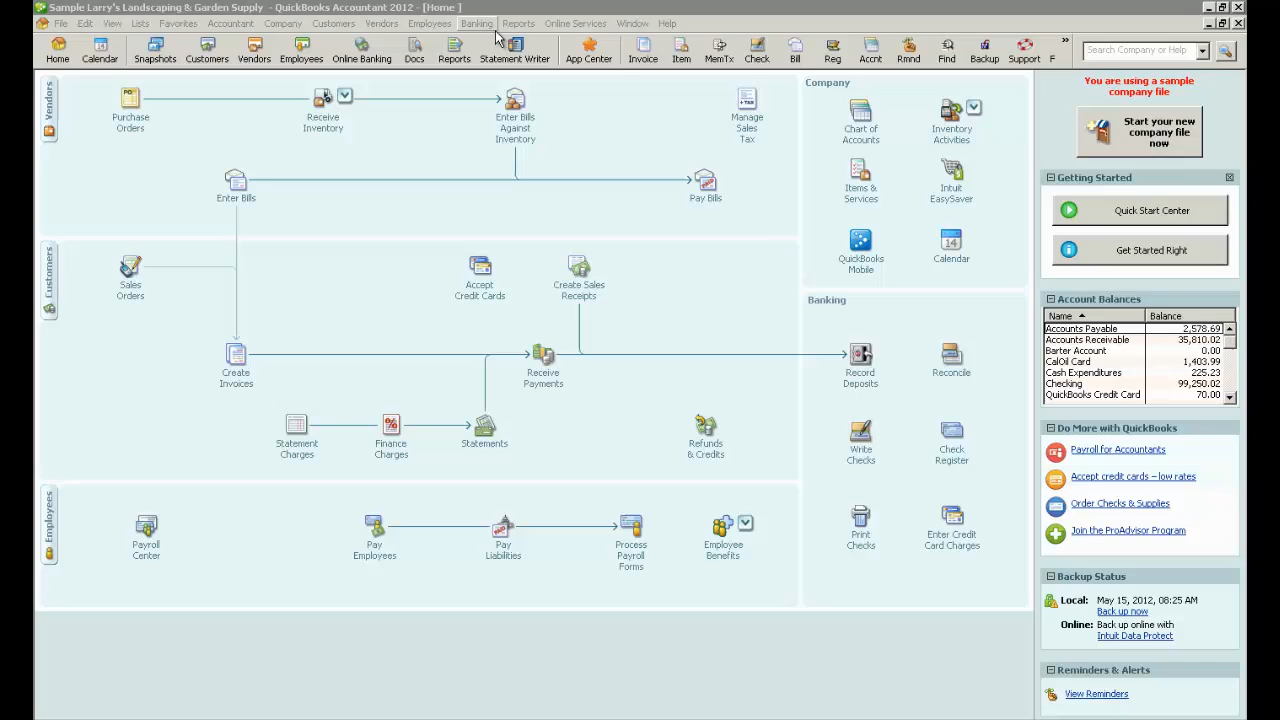 Sample Larry's Landscaping & Garden Supply - QuickBooks Accountant 2012 - [Home ]
File Edit View Lists Favorites Accountant Company Customers Vendors Employees Banking Reports Online Services Window Help
Home Calendar Snapshots Customers Vendors Employees Online Banking Docs Reports Statement Writer App Center Invoice Item MemTx Check Bill Reg Accnt Rmnd Find Backup Support F
Search Company or Help
Vendors
Purchase
Orders
Receive
Inventory
Enter Bills
Against
Inventory
Manage
Sales
Tax
Enter Bills
Pay Bills
Customers
Sales
Orders
Accept
Credit Cards
Create Sales
Receipts
Create
Invoices
Receive
Payments
Statement
Charges
Finance
Charges
Statements
Refunds
& Credits
Employees
Payroll
Center
Pay
Employees
Pay
Liabilities
Process
Payroll
Forms
Employee
Benefits
Company
Chart of
Accounts
Inventory
Activities
Items &
Services
Intuit
EasySaver
QuickBooks
Mobile
14
Calendar
Banking
Record
Deposits
Reconcile
Write
Checks
Check
Register
Print
Checks
Enter Credit
Card Charges
You are using a sample
company file
Start your new
company file
now
Getting Started
Quick Start Center
Get Started Right
Account Balances
Name Balance
Accounts Payable 2,578.69
Accounts Receivable 35,810.02
Barter Account 0.00
CalOil Card 1,403.99
Cash Expenditures 225.23
Checking 99,250.02
QuickBooks Credit Card 70.00
Do More with QuickBooks
Payroll for Accountants
Accept credit cards – low rates
Order Checks & Supplies
Join the ProAdvisor Program
Backup Status
Local: May 15, 2012, 08:25 AM
Back up now
Online: Back up online with
Intuit Data Protect
Reminders & Alerts
View Reminders